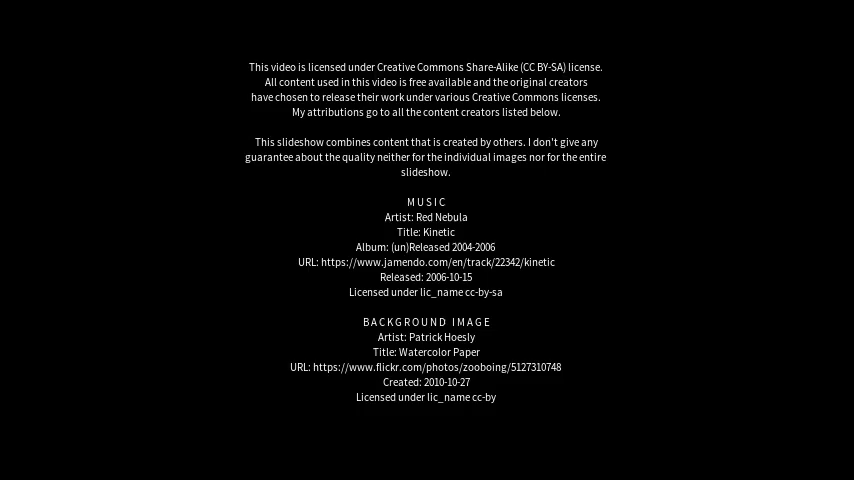 This video is licensed under Creative Commons Share-Alike (CC BY-SA) license.
All content used in this video is free available and the original creators
have chosen to release their work under various Creative Commons licenses.
My attributions go to all the content creators listed below.
This slideshow combines content that is created by others. I don't give any
guarantee about the quality neither for the individual images nor for the entire
slideshow.
MUSIC
Artist: Red Nebula
Title: Kinetic
Album: (un)Released 2004-2006
URL: https://www.jamendo.com/en/track/22342/kinetic
Released: 2006-10-15
Licensed under lic_name cc-by-sa
BACKGROUND IMAGE
Artist: Patrick Hoesly
Title: Watercolor Paper
URL: https://www.flickr.com/photos/zooboing/5127310748
Created: 2010-10-27
Licensed under lic_name cc-by